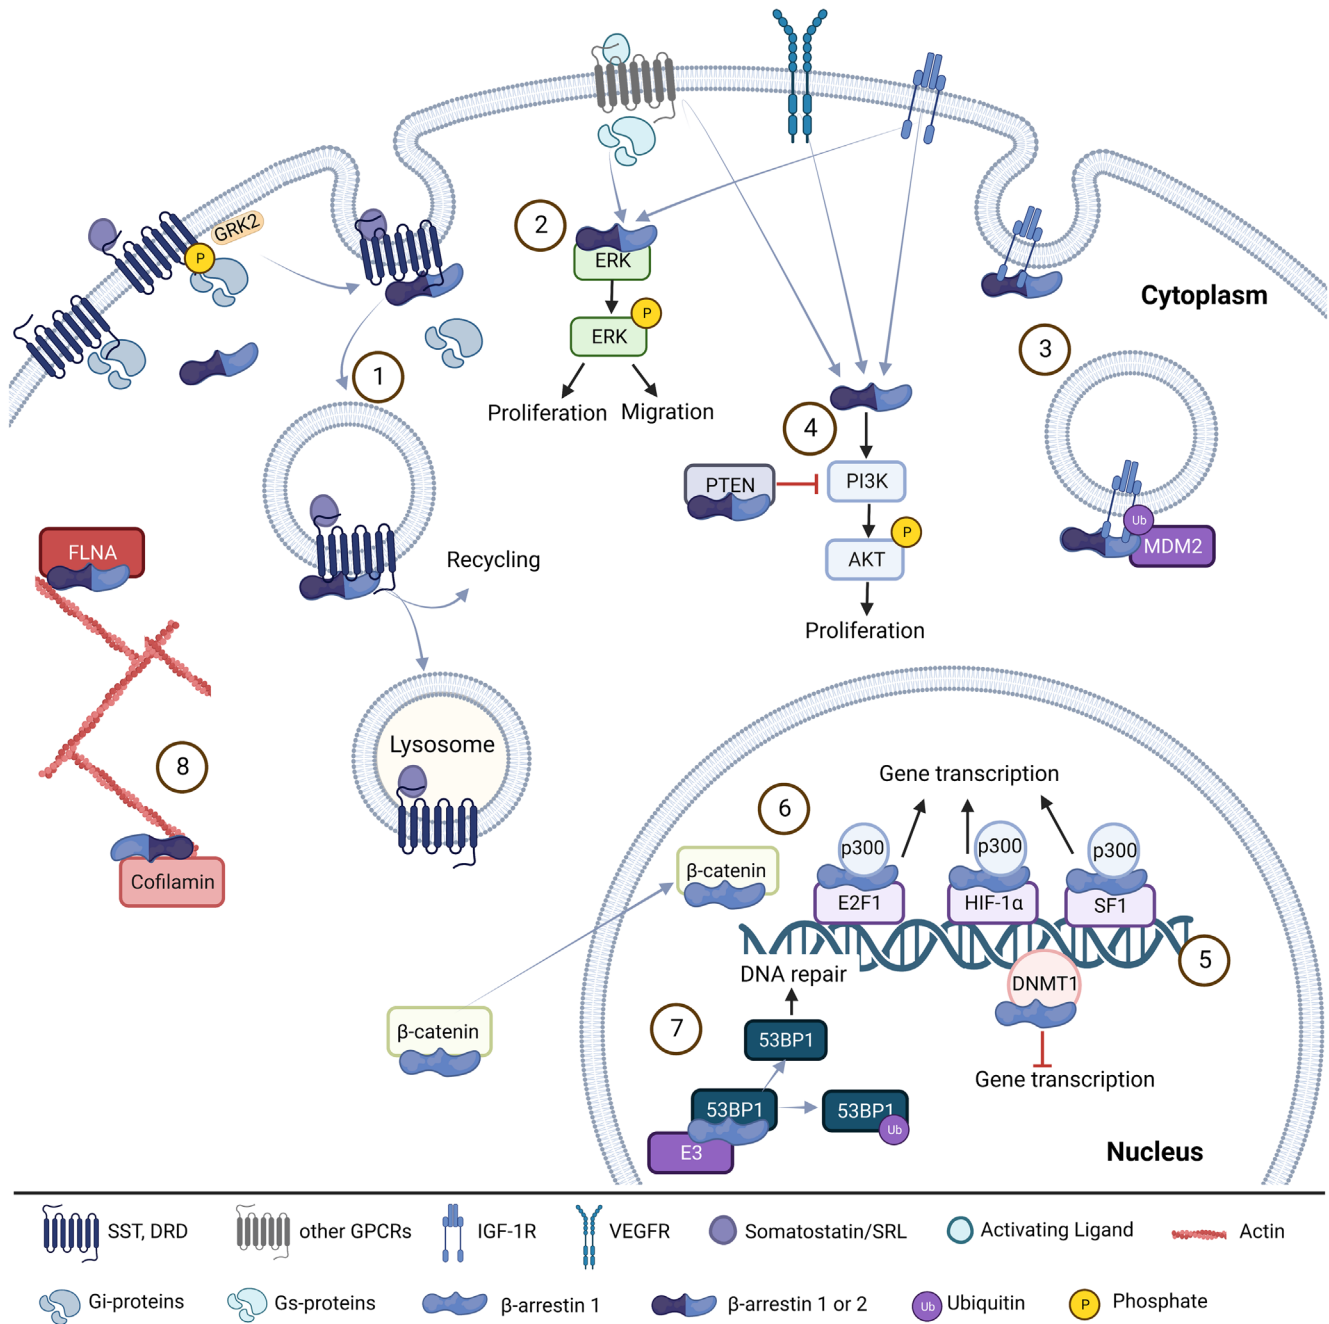 GRK2
P
2
ERK
Cytoplasm
P
ERK
3
1
Proliferation
Migration
4
PTEN
PI3K
Ub
P
MDM2
FLNA
AKT
Recycling
Proliferation
Lysosome
8
Gene transcription
6
p300
p300
p300
β-catenin
Cofilamin
E2F1
HIF-1α
SF1
5
DNA repair
DNMT1
7
β-catenin
53BP1
Gene transcription
53BP1
53BP1
Ub
E3
Nucleus
SST, DRD
other GPCRs
IGF-1R
VEGFR
Somatostatin/SRL
Activating Ligand
Actin
Gi-proteins
Gs-proteins
β-arrestin 1
β-arrestin 1 or 2
Ub
Ubiquitin
P
Phosphate